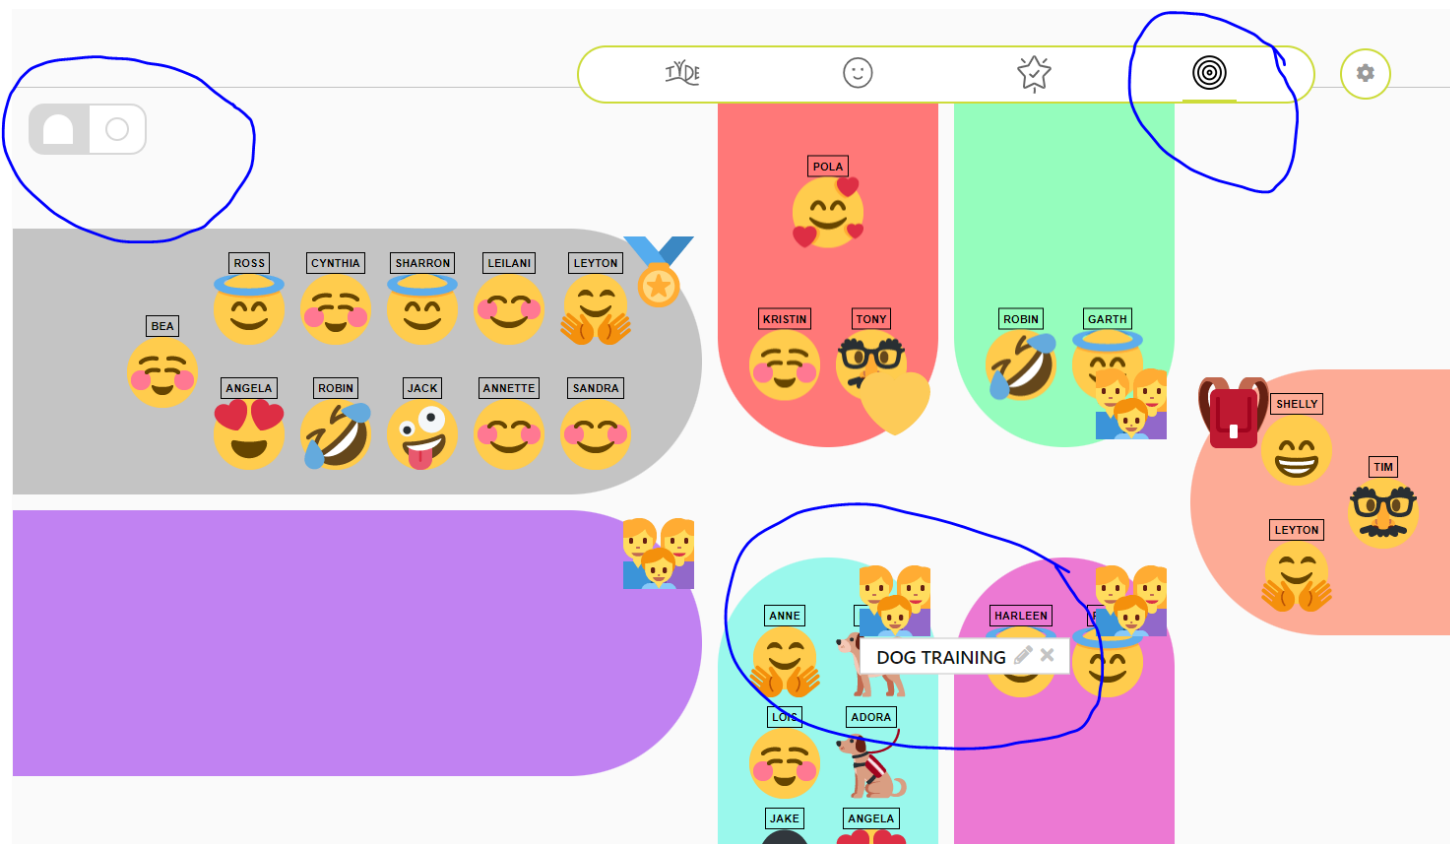 TYDE
POLA
ROSS CYNTHIA SHARRON LEILANI LEYTON
BEA
KRISTIN TONY
ROBIN GARTH
ANGELA ROBIN JACK ANNETTE SANDRA
SHELLY
TIM
LEYTON
ANNE
HARLEEN
DOG TRAINING
LOIS ADORA
JAKE ANGELA